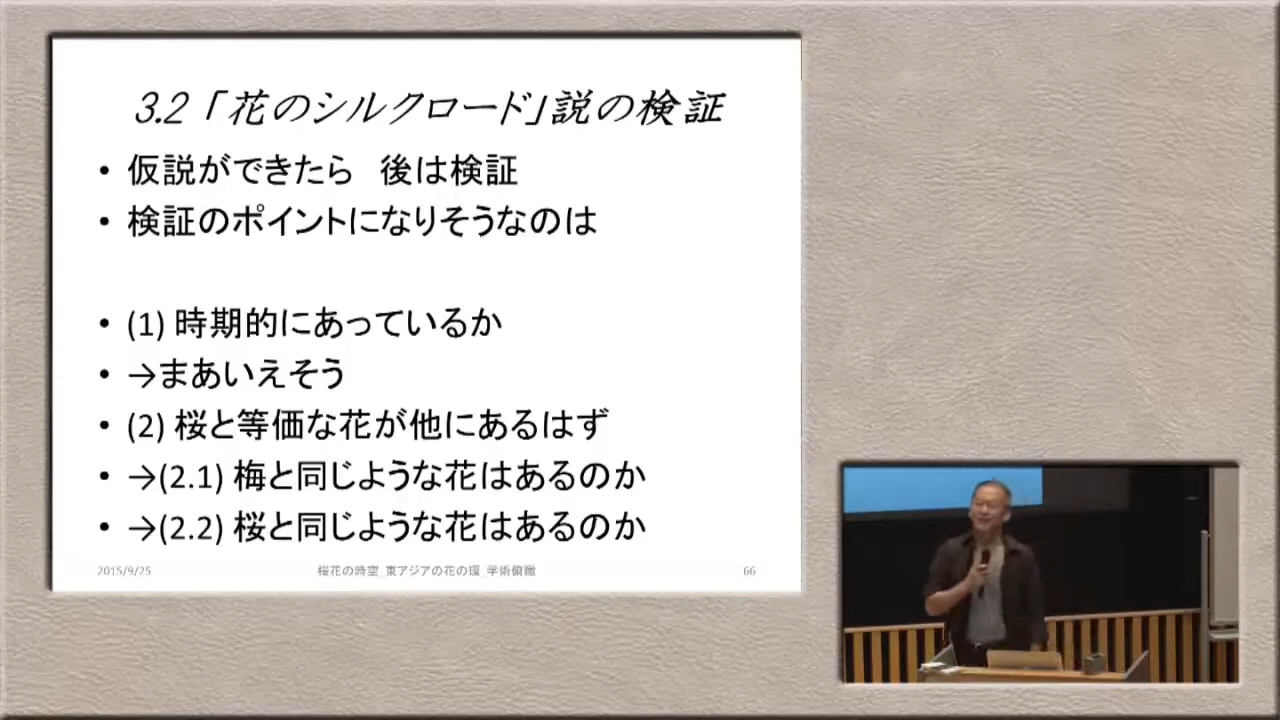 3.2「花のシルクロード」説の検証
• 仮説ができたら　後は検証
• 検証のポイントになりそうなのは
• (1) 時期的にあっているか
• →まあいえそう
• (2) 桜と等価な花が他にあるはず
• →(2.1) 梅と同じような花はあるのか
• →(2.2) 桜と同じような花はあるのか
2015/9/25 桜花の時空_東アジアの花の環_学術俯瞰 66